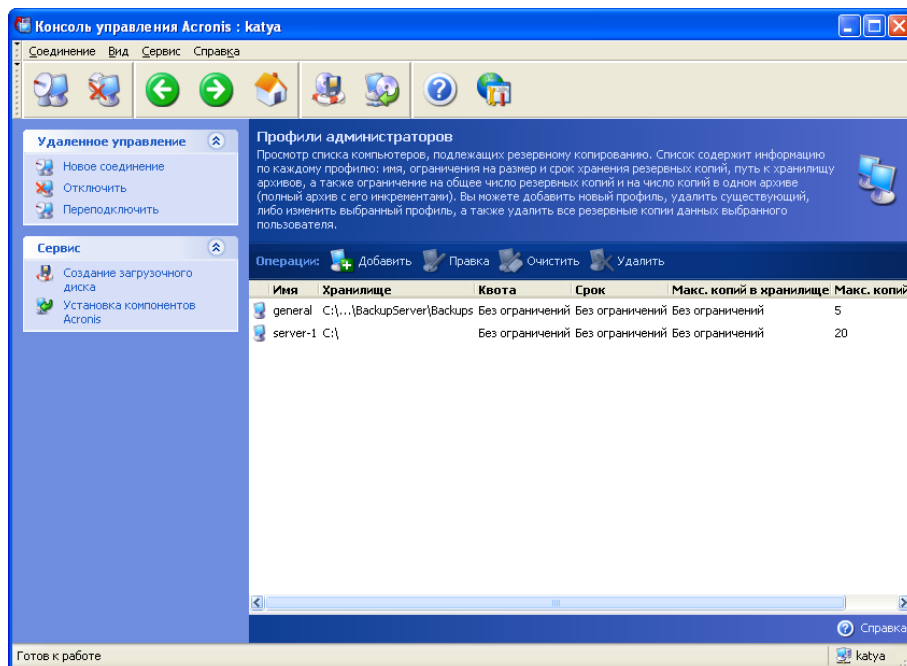 Консоль управления Acronis : katya
Соединение Вид Сервис Справка
Удаленное управление
Новое соединение
Отключить
Переподключить
Сервис
Создание загрузочного
диска
Установка компонентов
Acronis
Профили администраторов
Просмотр списка компьютеров, подлежащих резервному копированию. Список содержит информацию
по каждому профилю: имя, ограничения на размер и срок хранения резервных копий, путь к хранилищу
архивов, а также ограничение на общее число резервных копий и на число копий в одном архиве
(полный архив с его инкрементами). Вы можете добавить новый профиль, удалить существующий,
либо изменить выбранный профиль, а также удалить все резервные копии данных выбранного
пользователя.
Операции: Добавить Правка Очистить Удалить
Имя Хранилище Квота Срок Макс. копий в хранилище Макс. копий
general C:\...\BackupServer\Backups Без ограничений Без ограничений Без ограничений 5
server-1 C:\ Без ограничений Без ограничений Без ограничений 20
Справка
Готов к работе katya